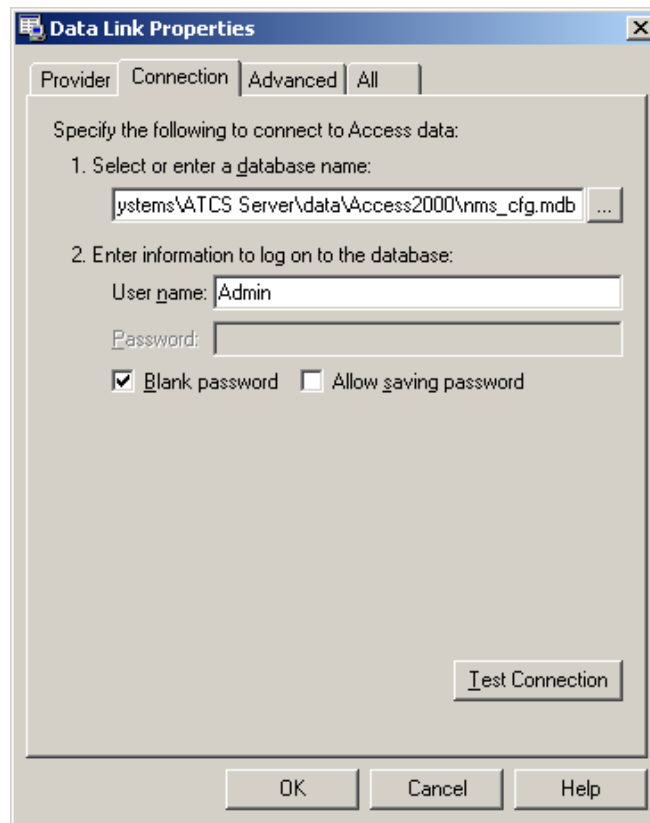 Data Link Properties
Provider Connection Advanced All
Specify the following to connect to Access data:
1. Select or enter a database name:
ystems\ATCS Server\data\Access2000\nms_cfg.mdb ...
2. Enter information to log on to the database:
User name: Admin
Password:
Blank password Allow saving password
Test Connection
OK Cancel Help